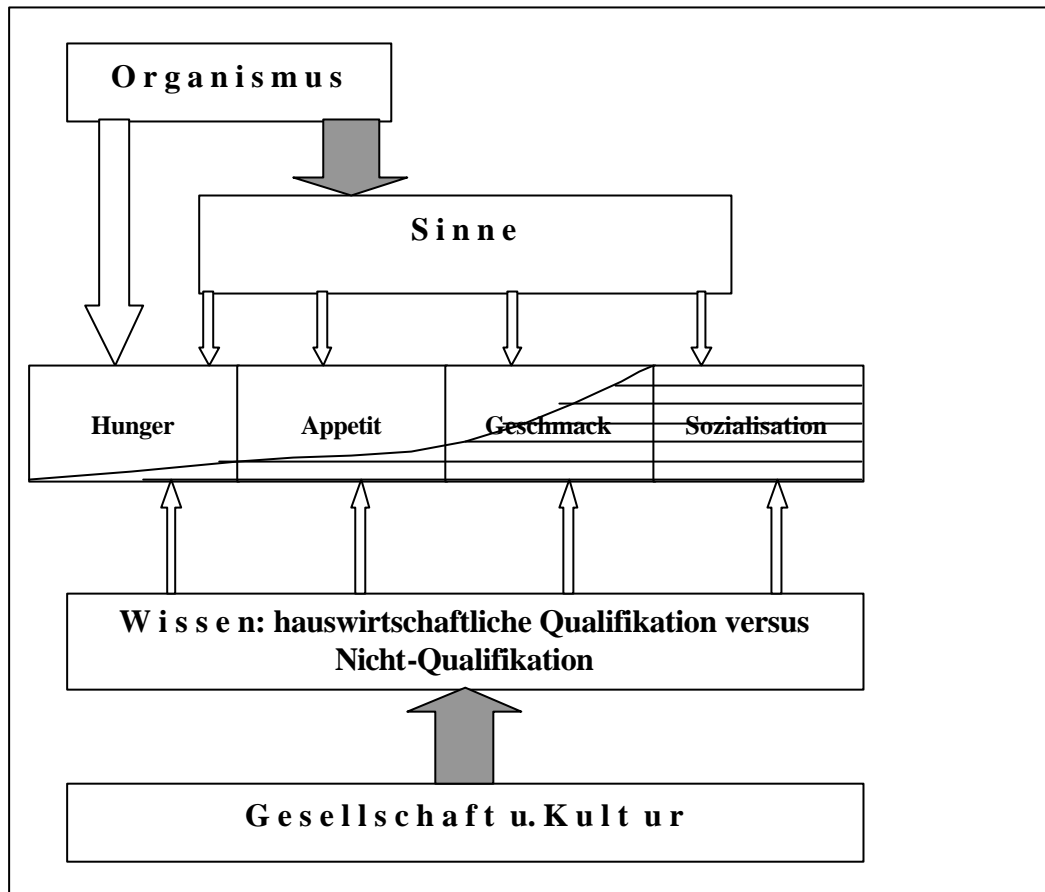 O r g a n i s m u s
S i n n e
Hunger Appetit Geschmack Sozialisation
W i s s e n: hauswirtschaftliche Qualifikation versus
Nicht-Qualifikation
G e s e l l s c h a f t u. K u l t u r